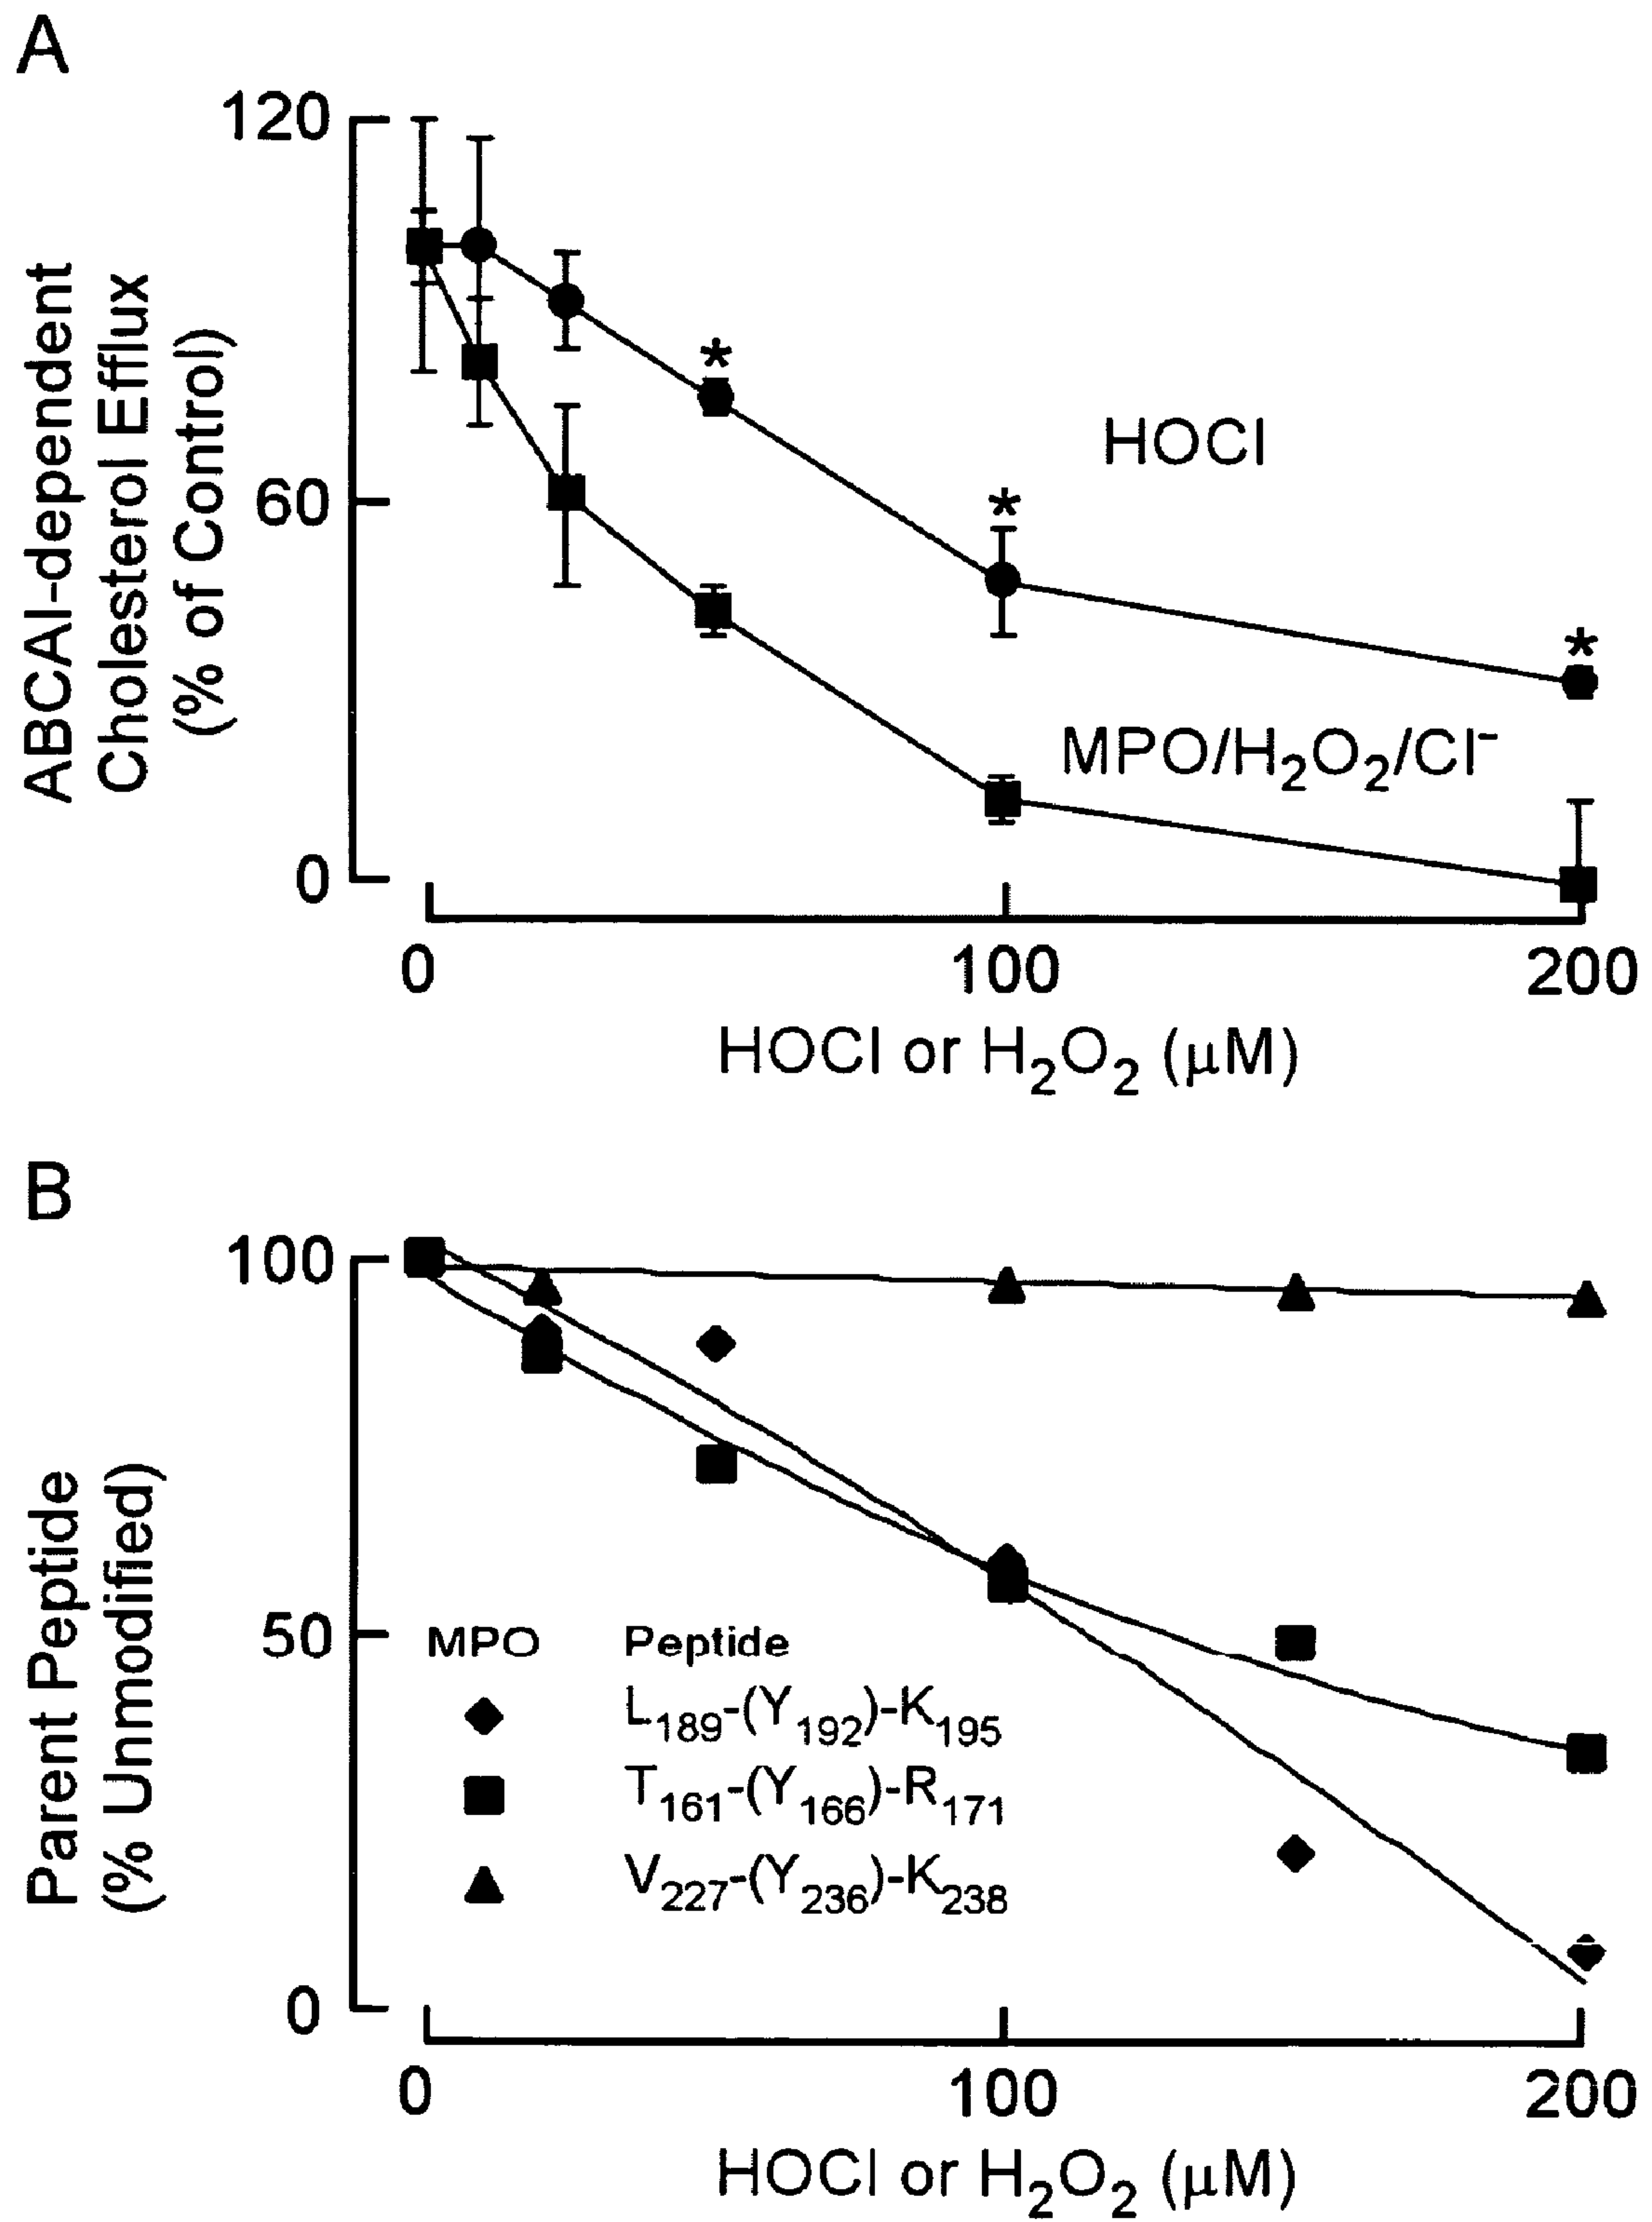 A
120
60
0
ABCAI-dependent
Cholesterol Efflux
(% of Control)
*
*
*
HOCl
MPO/H₂O₂/Cl⁻
0 100 200
HOCl or H₂O₂ (μM)
B
100
50
0
Parent Peptide
(% Unmodified)
MPO Peptide
L₁₈₉-(Y₁₉₂)-K₁₉₅
T₁₆₁-(Y₁₆₆)-R₁₇₁
V₂₂₇-(Y₂₃₆)-K₂₃₈
0 100 200
HOCl or H₂O₂ (μM)